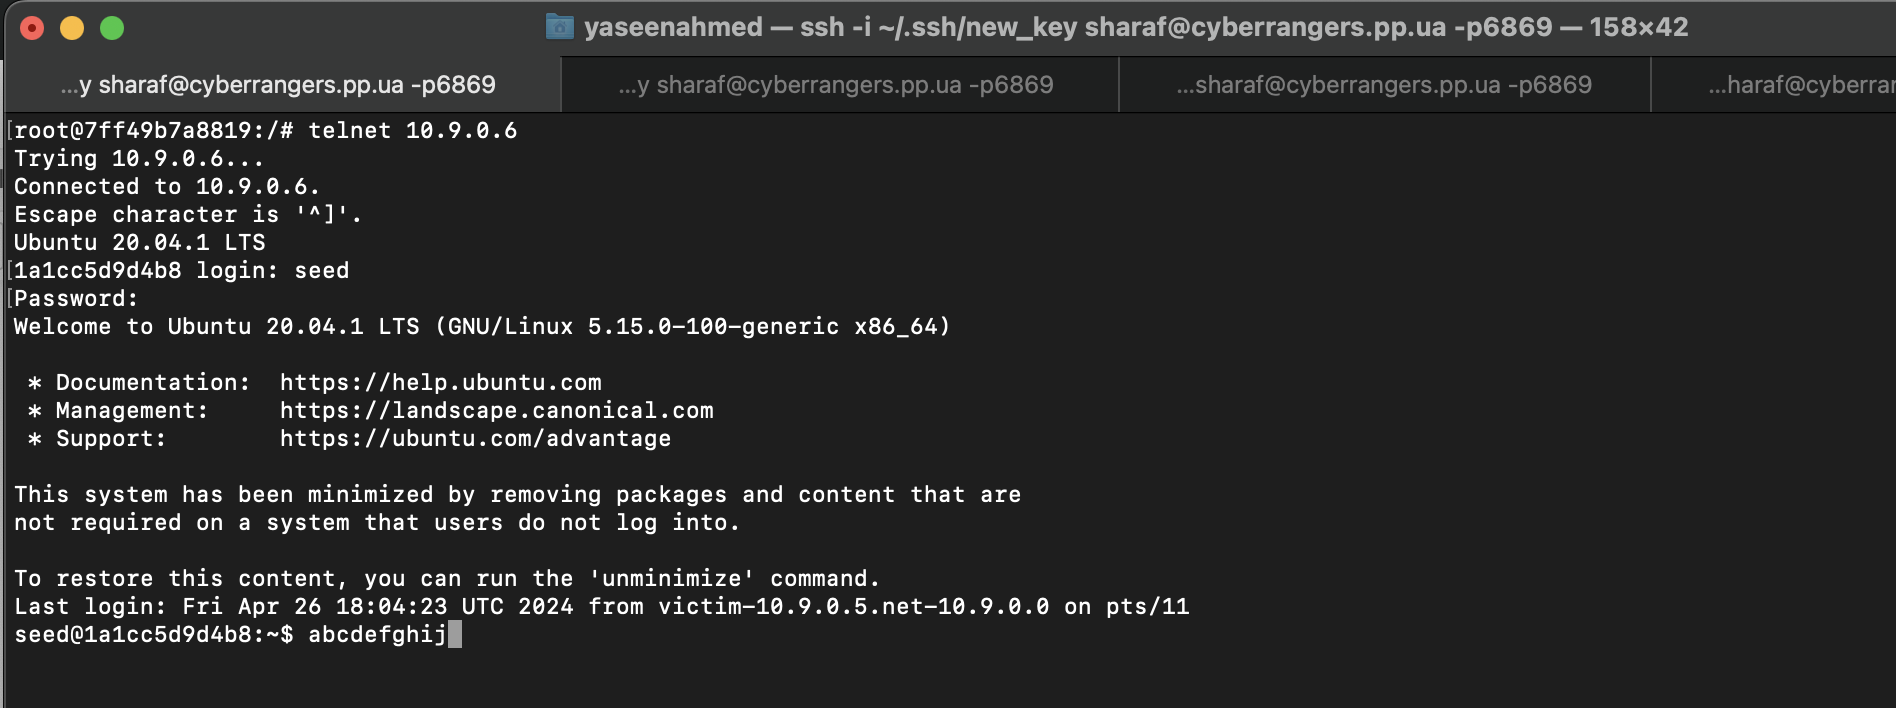 yaseenahmed — ssh -i ~/.ssh/new_key sharaf@cyberrangers.pp.ua -p6869 — 158×42
...y sharaf@cyberrangers.pp.ua -p6869 ...y sharaf@cyberrangers.pp.ua -p6869 ...sharaf@cyberrangers.pp.ua -p6869 ...haraf@cyberrar
[root@7ff49b7a8819:/# telnet 10.9.0.6
Trying 10.9.0.6...
Connected to 10.9.0.6.
Escape character is '^]'.
Ubuntu 20.04.1 LTS
[1a1cc5d9d4b8 login: seed
[Password:
Welcome to Ubuntu 20.04.1 LTS (GNU/Linux 5.15.0-100-generic x86_64)
* Documentation:  https://help.ubuntu.com
* Management:     https://landscape.canonical.com
* Support:        https://ubuntu.com/advantage
This system has been minimized by removing packages and content that are
not required on a system that users do not log into.
To restore this content, you can run the 'unminimize' command.
Last login: Fri Apr 26 18:04:23 UTC 2024 from victim-10.9.0.5.net-10.9.0.0 on pts/11
seed@1a1cc5d9d4b8:~$ abcdefghij